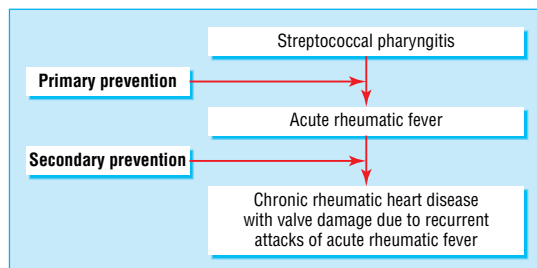 Streptococcal pharyngitis
Primary prevention
Acute rheumatic fever
Secondary prevention
Chronic rheumatic heart disease
with valve damage due to recurrent
attacks of acute rheumatic fever